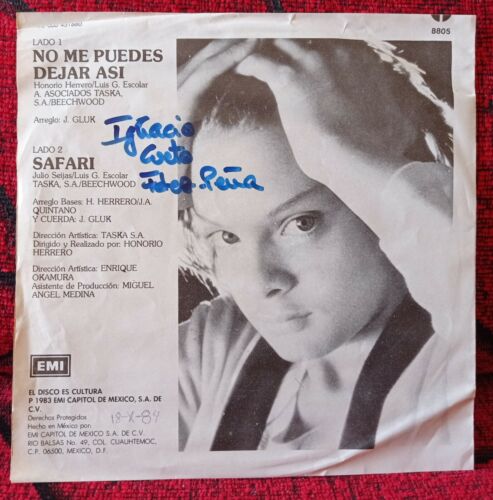 8805
LADO 1
NO ME PUEDES
DEJAR ASI
Honorio Herrero/Luis G. Escolar
A. ASOCIADOS TASKA,
S.A/BEECHWOOD
Arreglo: J. GLUK
Ignacio
Cueto
Peña
LADO 2
SAFARI
Julio Seijas/Luis G. Escolar
TASKA, S.A./BEECHWOOD
Arreglo Bases: H. HERRERO/J.A.
QUINTANO
Y CUERDA: J. GLUK
Dirección Artística: TASKA S.A.
Dirigido y Realizado por: HONORIO
HERRERO
Dirección Artística: ENRIQUE
OKAMURA
Asistente de Producción: MIGUEL
ANGEL MEDINA
EMI
EL DISCO ES CULTURA
P 1983 EMI CAPITOL DE MEXICO, S.A. DE
C.V.
Derechos Protegidos
18-X-84
Hecho en México por:
EMI CAPITOL DE MEXICO S.A. DE C.V.
RIO BALSAS No. 49, COL. CUAUHTEMOC,
C.P. 06500, MEXICO, D.F.